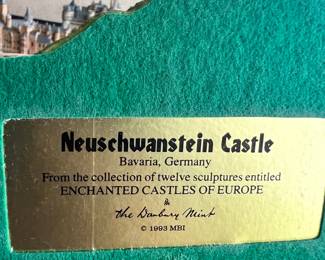 Neuschwanstein Castle
Bavaria, Germany
From the collection of twelve sculptures entitled
ENCHANTED CASTLES OF EUROPE
&
the Danbury Mint
© 1993 MBI